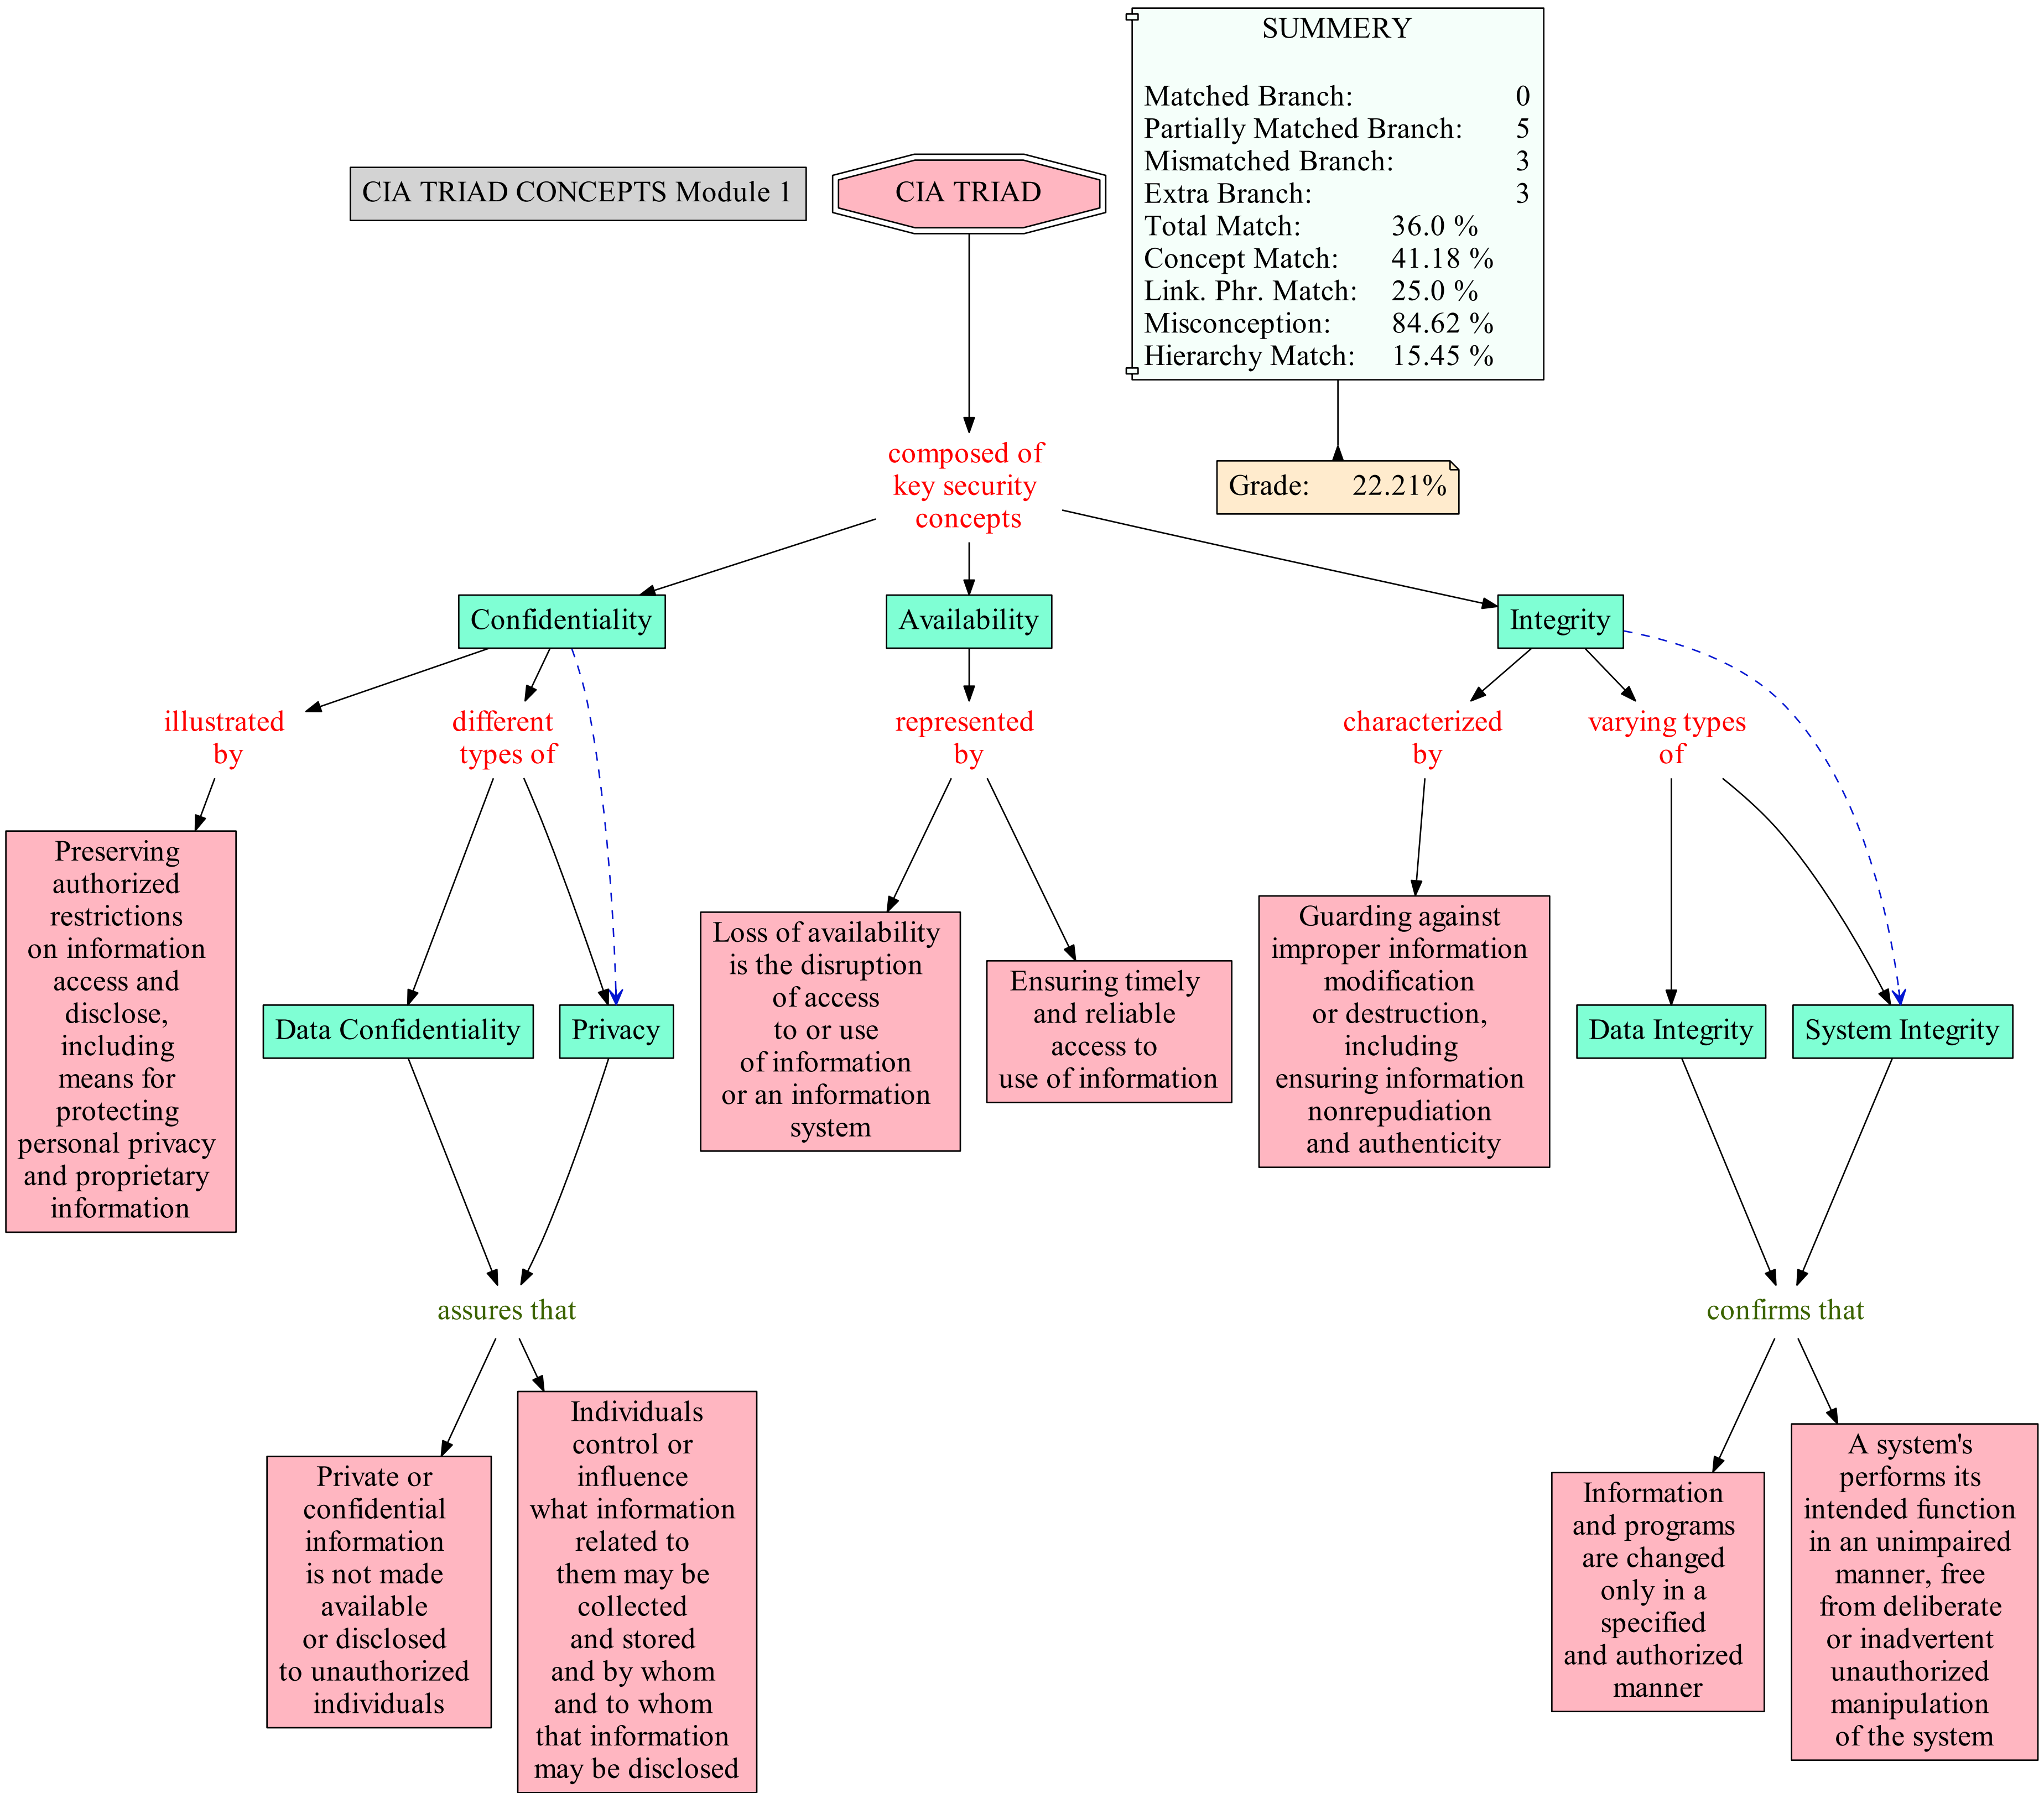 SUMMERY
Matched Branch: 0
Partially Matched Branch: 5
Mismatched Branch: 3
Extra Branch: 3
Total Match: 36.0 %
Concept Match: 41.18 %
Link. Phr. Match: 25.0 %
Misconception: 84.62 %
Hierarchy Match: 15.45 %
CIA TRIAD CONCEPTS Module 1
CIA TRIAD
Grade: 22.21%
composed of
key security
concepts
Confidentiality
Availability
Integrity
illustrated
by
different
types of
represented
by
characterized
by
varying types
of
Preserving
authorized
restrictions
on information
access and
disclose,
including
means for
protecting
personal privacy
and proprietary
information
Data Confidentiality
Privacy
Loss of availability
is the disruption
of access
to or use
of information
or an information
system
Ensuring timely
and reliable
access to
use of information
Guarding against
improper information
modification
or destruction,
including
ensuring information
nonrepudiation
and authenticity
Data Integrity
System Integrity
assures that
confirms that
Private or
confidential
information
is not made
available
or disclosed
to unauthorized
individuals
Individuals
control or
influence
what information
related to
them may be
collected
and stored
and by whom
and to whom
that information
may be disclosed
Information
and programs
are changed
only in a
specified
and authorized
manner
A system's
performs its
intended function
in an unimpaired
manner, free
from deliberate
or inadvertent
unauthorized
manipulation
of the system